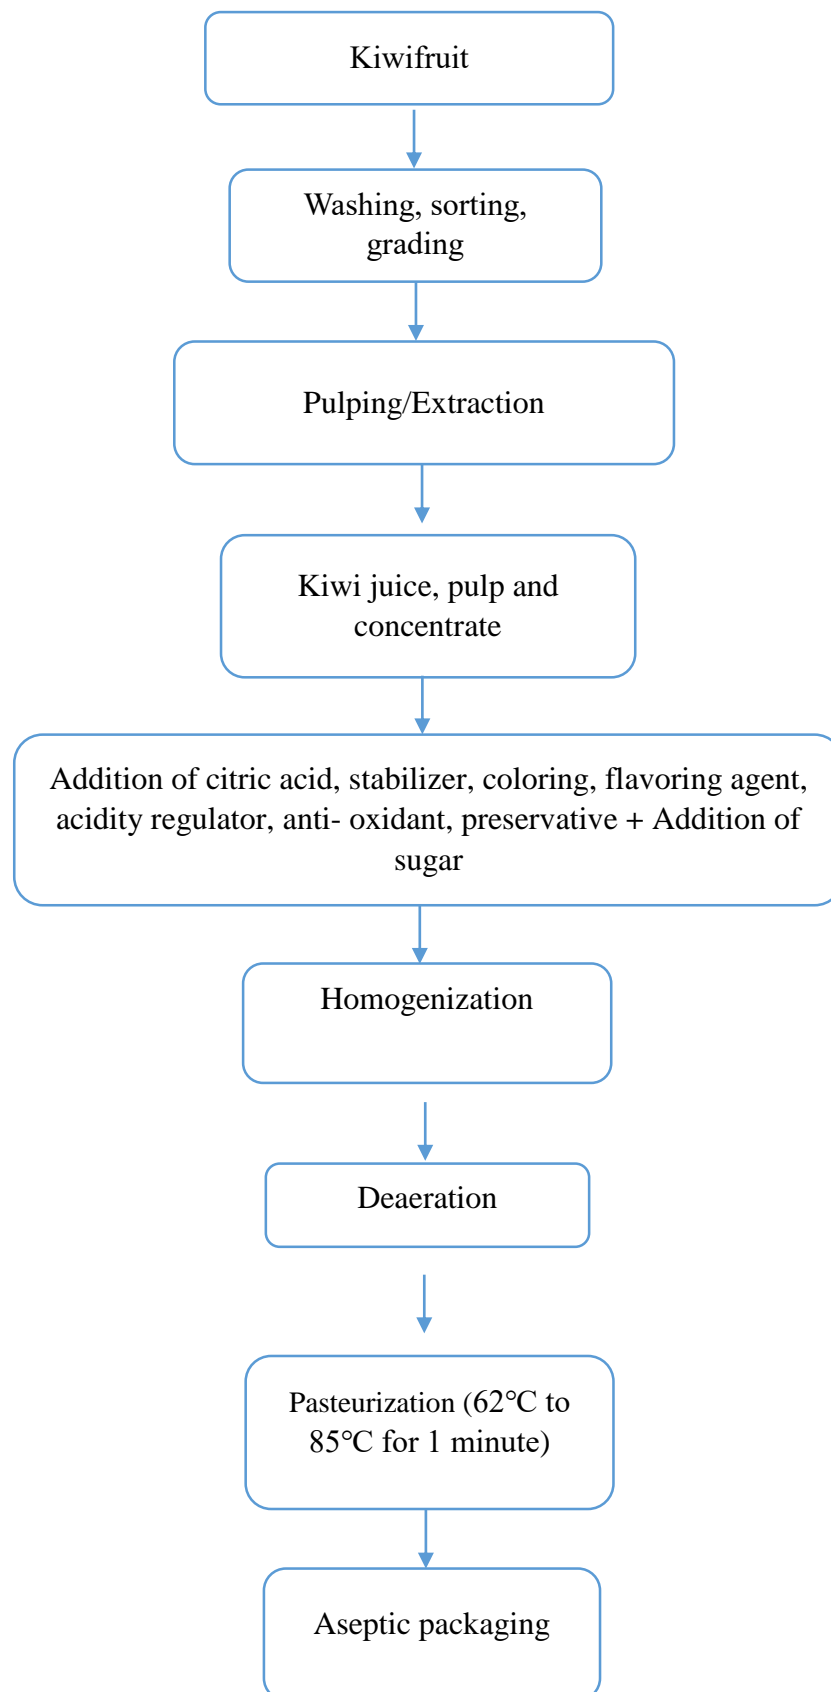 Kiwifruit
Washing, sorting,
grading
Pulping/Extraction
Kiwi juice, pulp and
concentrate
Addition of citric acid, stabilizer, coloring, flavoring agent,
acidity regulator, anti- oxidant, preservative + Addition of
sugar
Homogenization
Deaeration
Pasteurization (62℃ to
85℃ for 1 minute)
Aseptic packaging